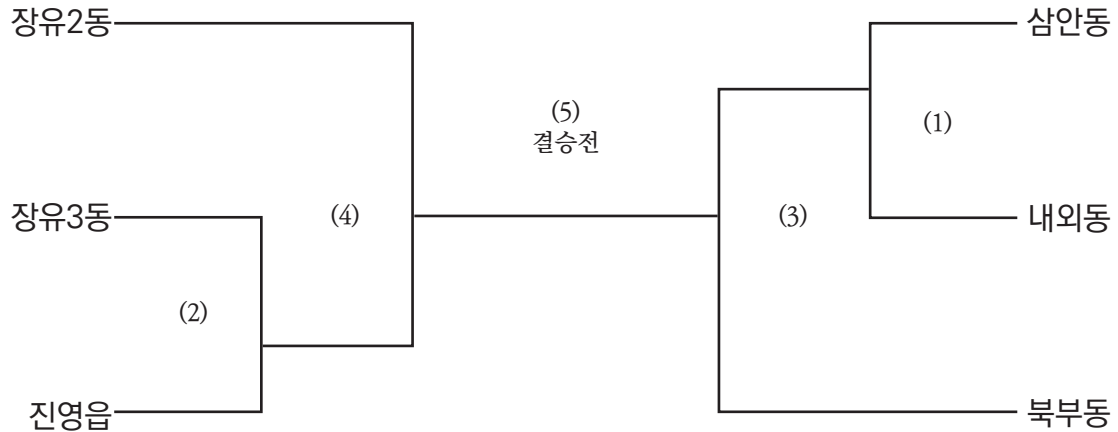 장유2동
삼안동
(5)
결승전
(1)
장유3동
(4)
(3)
내외동
(2)
진영읍
북부동